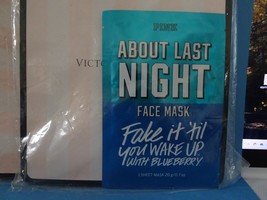 PINK
ABOUT LAST
NIGHT
FACE MASK
Fake it 'til
you WAKE UP
WITH BLUEBERRY
VICTO